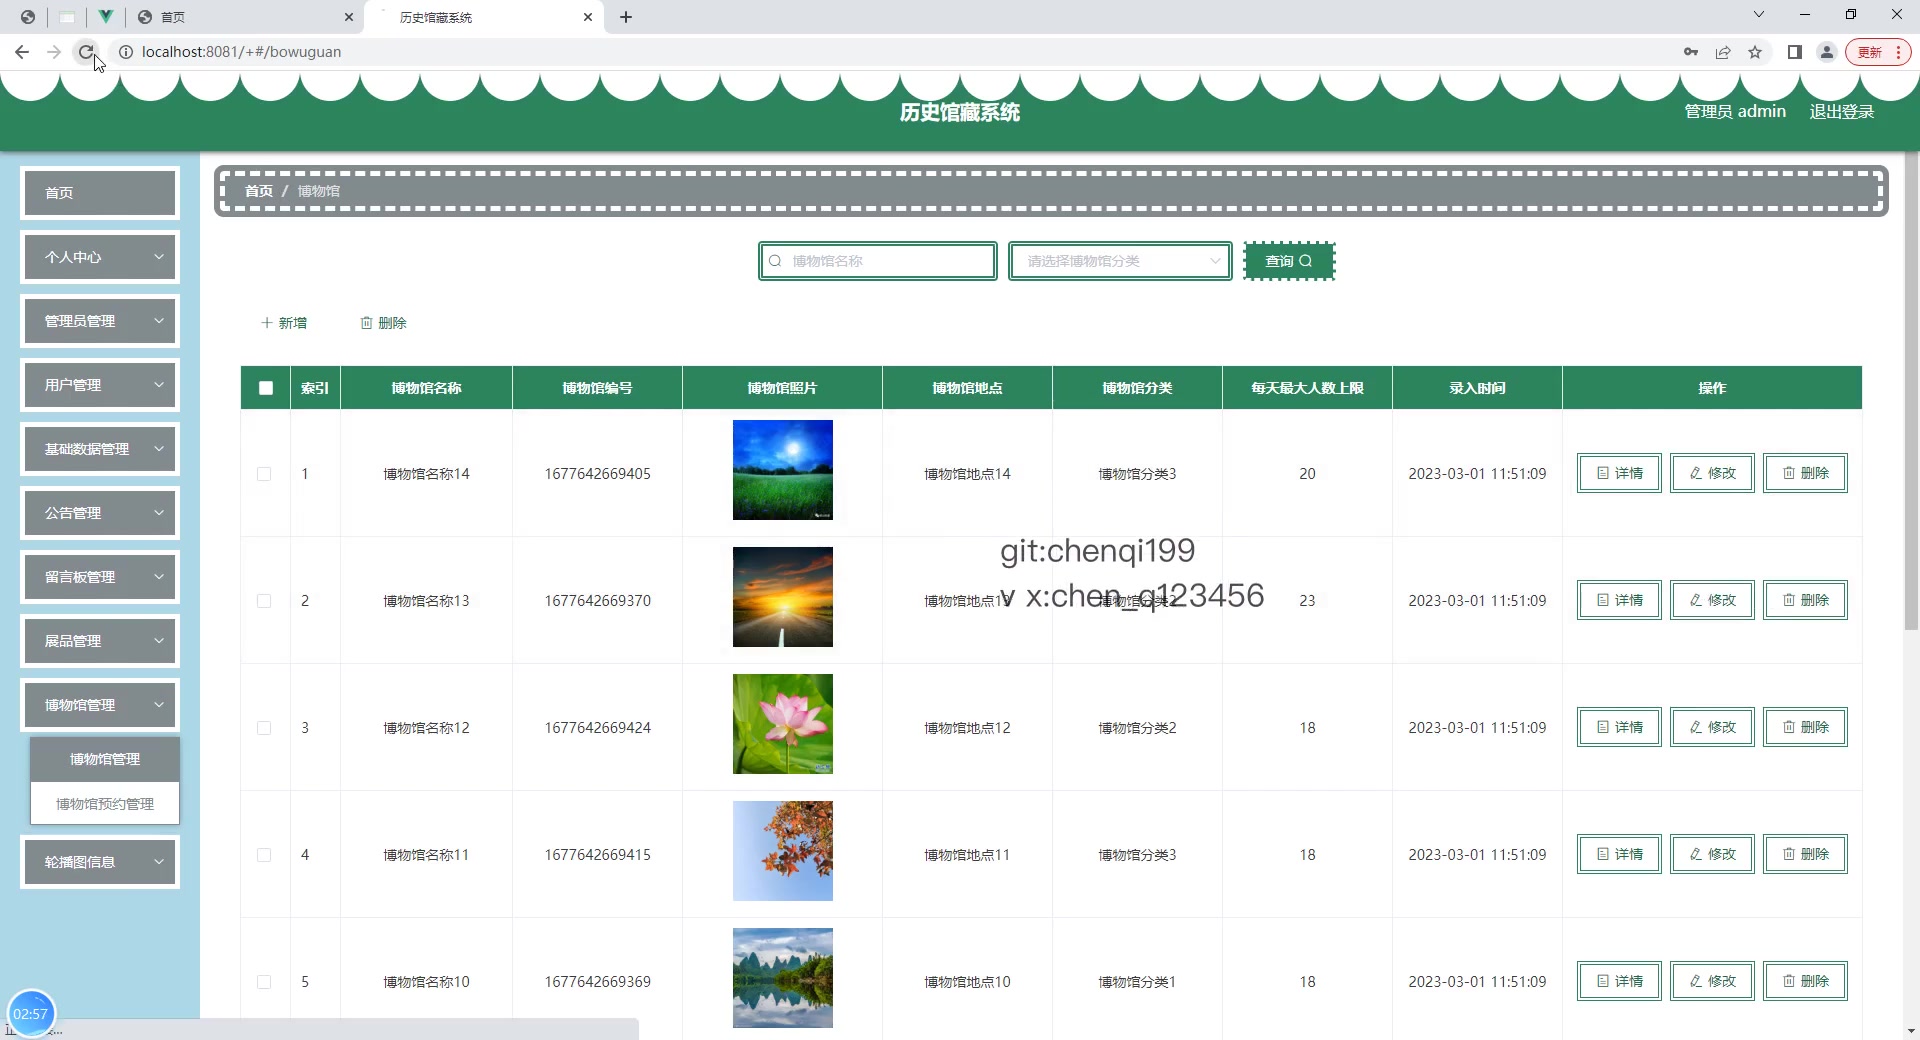 首页
历史馆藏系统
localhost:8081/+#/bowuguan
更新
历史馆藏系统
管理员 admin 退出登录
首页
个人中心
管理员管理
用户管理
基础数据管理
公告管理
留言板管理
展品管理
博物馆管理
博物馆管理
博物馆预约管理
轮播图信息
首页 / 博物馆
博物馆名称 请选择博物馆分类 查询
新增 删除
索引 博物馆名称 博物馆编号 博物馆照片 博物馆地点 博物馆分类 每天最大人数上限 录入时间 操作
1 博物馆名称14 1677642669405 博物馆地点14 博物馆分类3 20 2023-03-01 11:51:09 详情 修改 删除
git:chenqi199
v x:chen_q123456
2 博物馆名称13 1677642669370 博物馆地点13 博物馆分类2 23 2023-03-01 11:51:09 详情 修改 删除
3 博物馆名称12 1677642669424 博物馆地点12 博物馆分类2 18 2023-03-01 11:51:09 详情 修改 删除
4 博物馆名称11 1677642669415 博物馆地点11 博物馆分类3 18 2023-03-01 11:51:09 详情 修改 删除
5 博物馆名称10 1677642669369 博物馆地点10 博物馆分类1 18 2023-03-01 11:51:09 详情 修改 删除
02:57